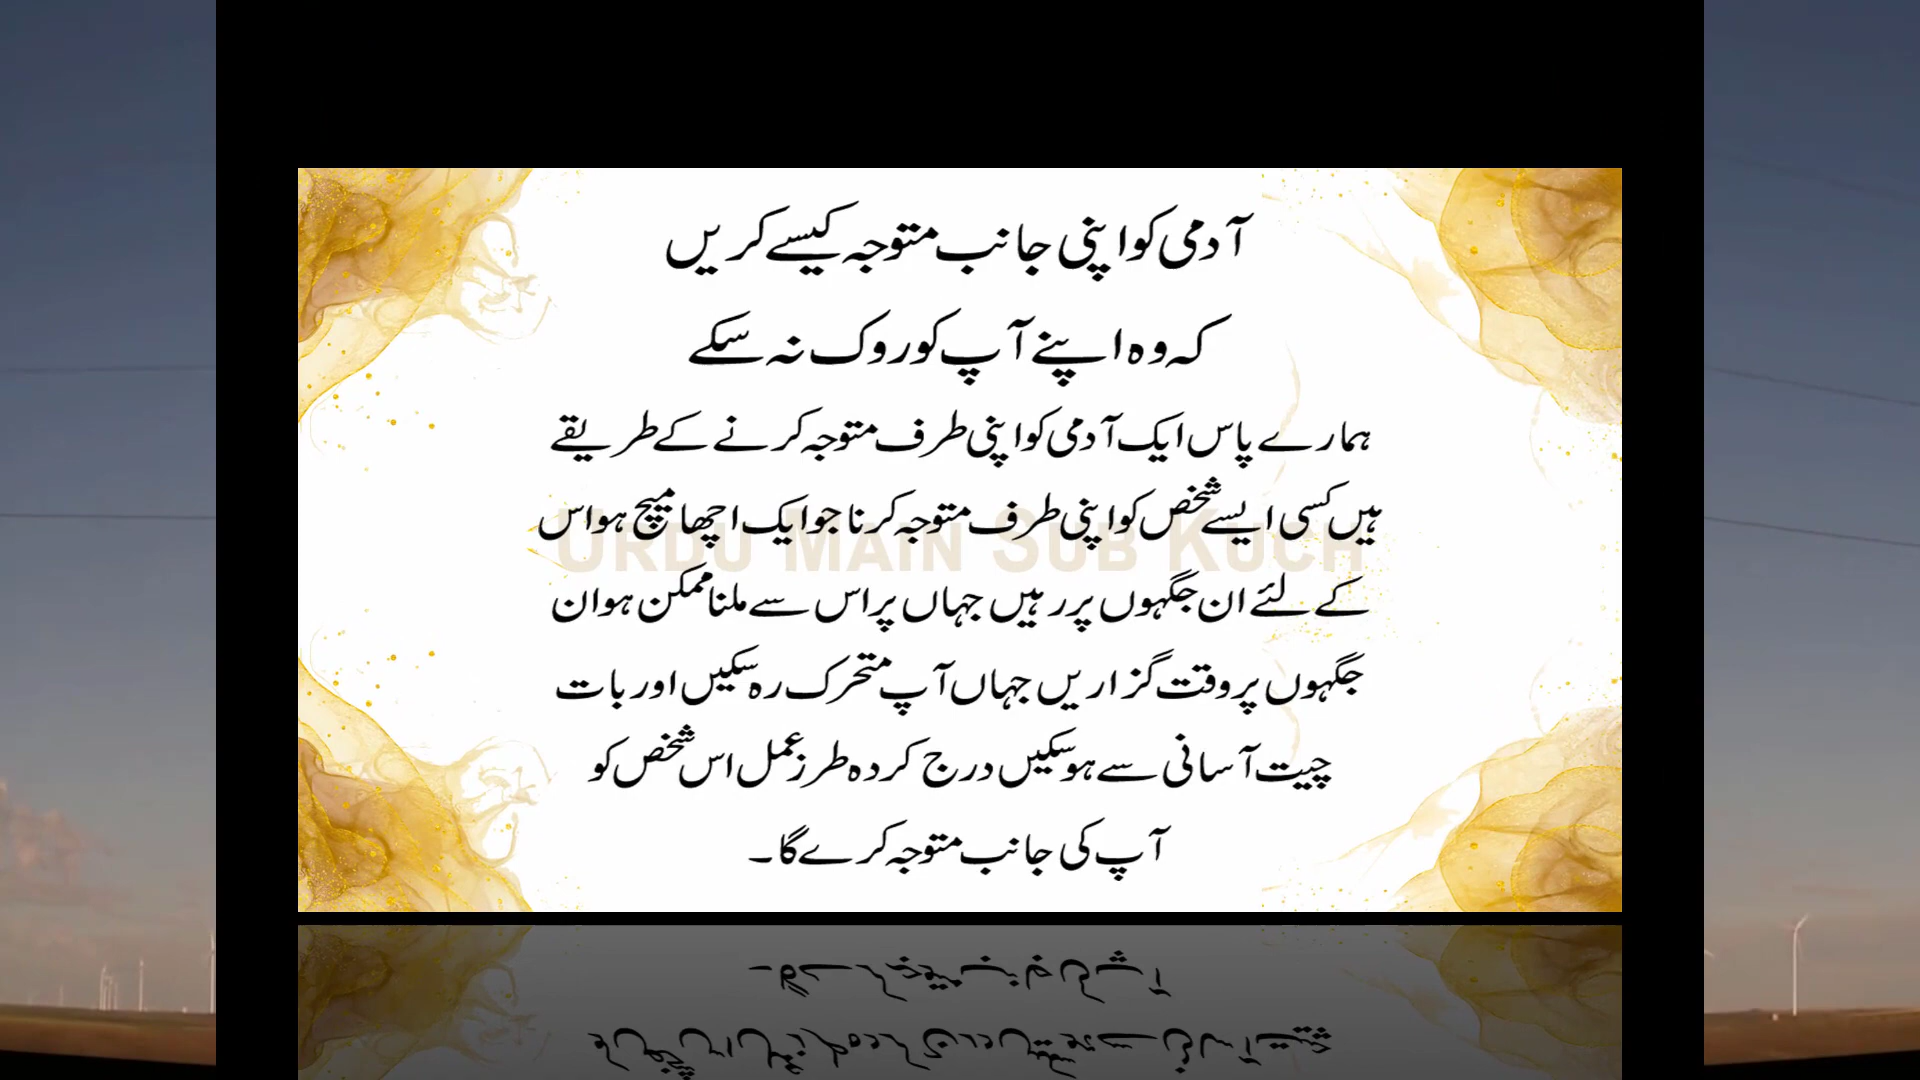 آدمی کو اپنی جانب متوجہ کیسے کریں
کہ وہ اپنے آپ کو روک نہ سکے
ہمارے پاس ایک آدمی کو اپنی طرف متوجہ کرنے کے طریقے
ہیں کسی ایسے شخص کو اپنی طرف متوجہ کرنا جو ایک اچھا میچ ہو اس
URDU MAIN SUB KUCH
کے لئے ان جگہوں پر رہیں جہاں پر اس سے ملنا ممکن ہو ان
جگہوں پر وقت گزاریں جہاں آپ متحرک رہ سکیں اور بات
چیت آسانی سے ہو سکیں درج کردہ طرز عمل اس شخص کو
آپ کی جانب متوجہ کرے گا۔